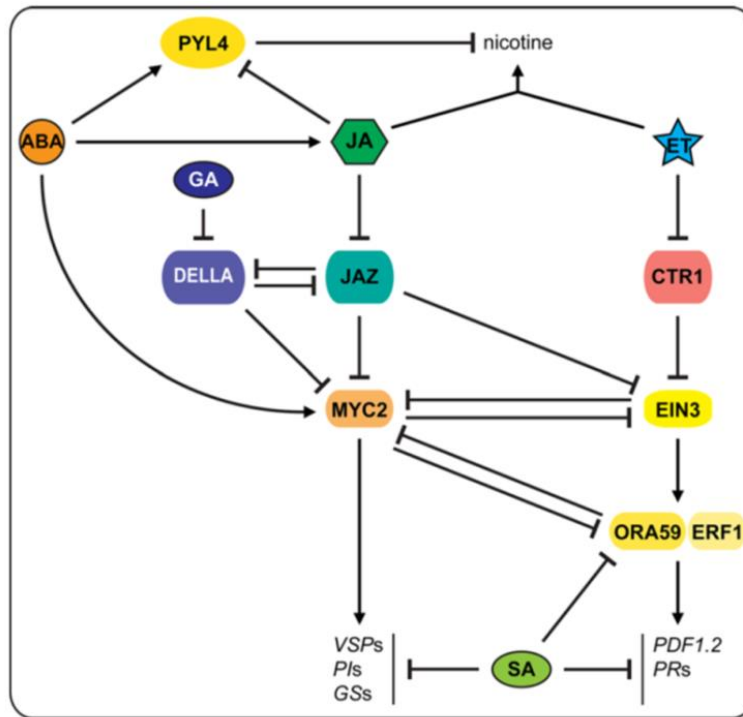 PYL4
nicotine
ABA
JA
ET
GA
DELLA
JAZ
CTR1
MYC2
EIN3
ORA59
ERF1
VSPs
PIs
GSs
SA
PDF1.2
PRs